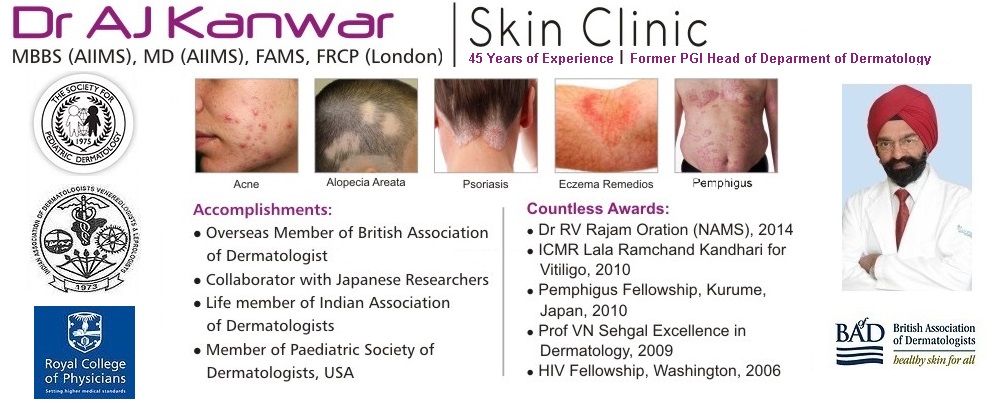 Dr AJ Kanwar
MBBS (AIIMS), MD (AIIMS), FAMS, FRCP (London)
Skin Clinic
45 Years of Experience | Former PGI Head of Deparment of Dermatology
THE SOCIETY FOR
PEDIATRIC DERMATOLOGY
1975
INDIAN ASSOCIATION OF DERMATOLOGISTS VENEREOLOGISTS & LEPROLOGISTS
1973
Royal College
of Physicians
Setting higher medical standards
Acne
Alopecia Areata
Psoriasis
Eczema Remedios
Pemphigus
Accomplishments:
• Overseas Member of British Association
of Dermatologist
• Collaborator with Japanese Researchers
• Life member of Indian Association
of Dermatologists
• Member of Paediatric Society of
Dermatologists, USA
Countless Awards:
• Dr RV Rajam Oration (NAMS), 2014
• ICMR Lala Ramchand Kandhari for
Vitiligo, 2010
• Pemphigus Fellowship, Kurume,
Japan, 2010
• Prof VN Sehgal Excellence in
Dermatology, 2009
• HIV Fellowship, Washington, 2006
BAofD
British Association
of Dermatologists
healthy skin for all